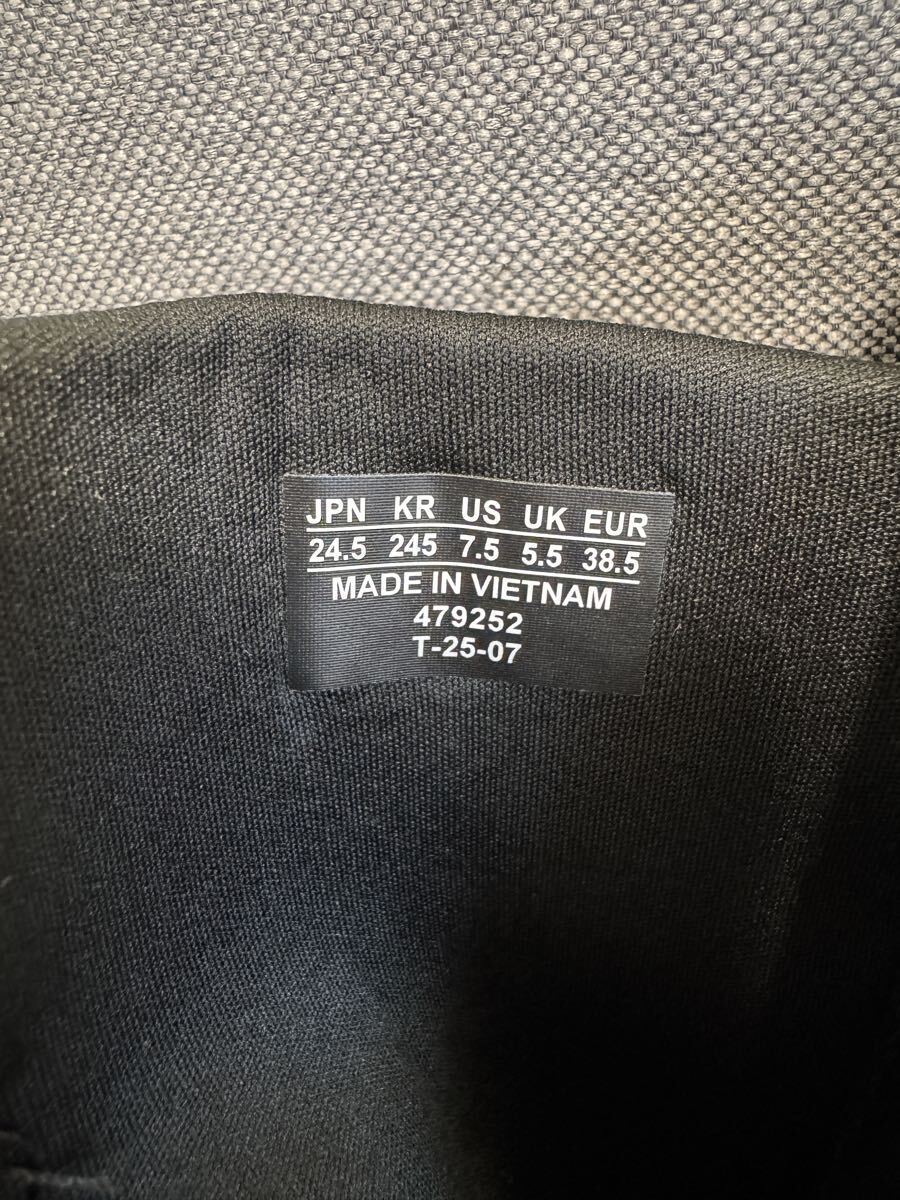 JPN KR US UK EUR
24.5 245 7.5 5.5 38.5
MADE IN VIETNAM
479252
T-25-07